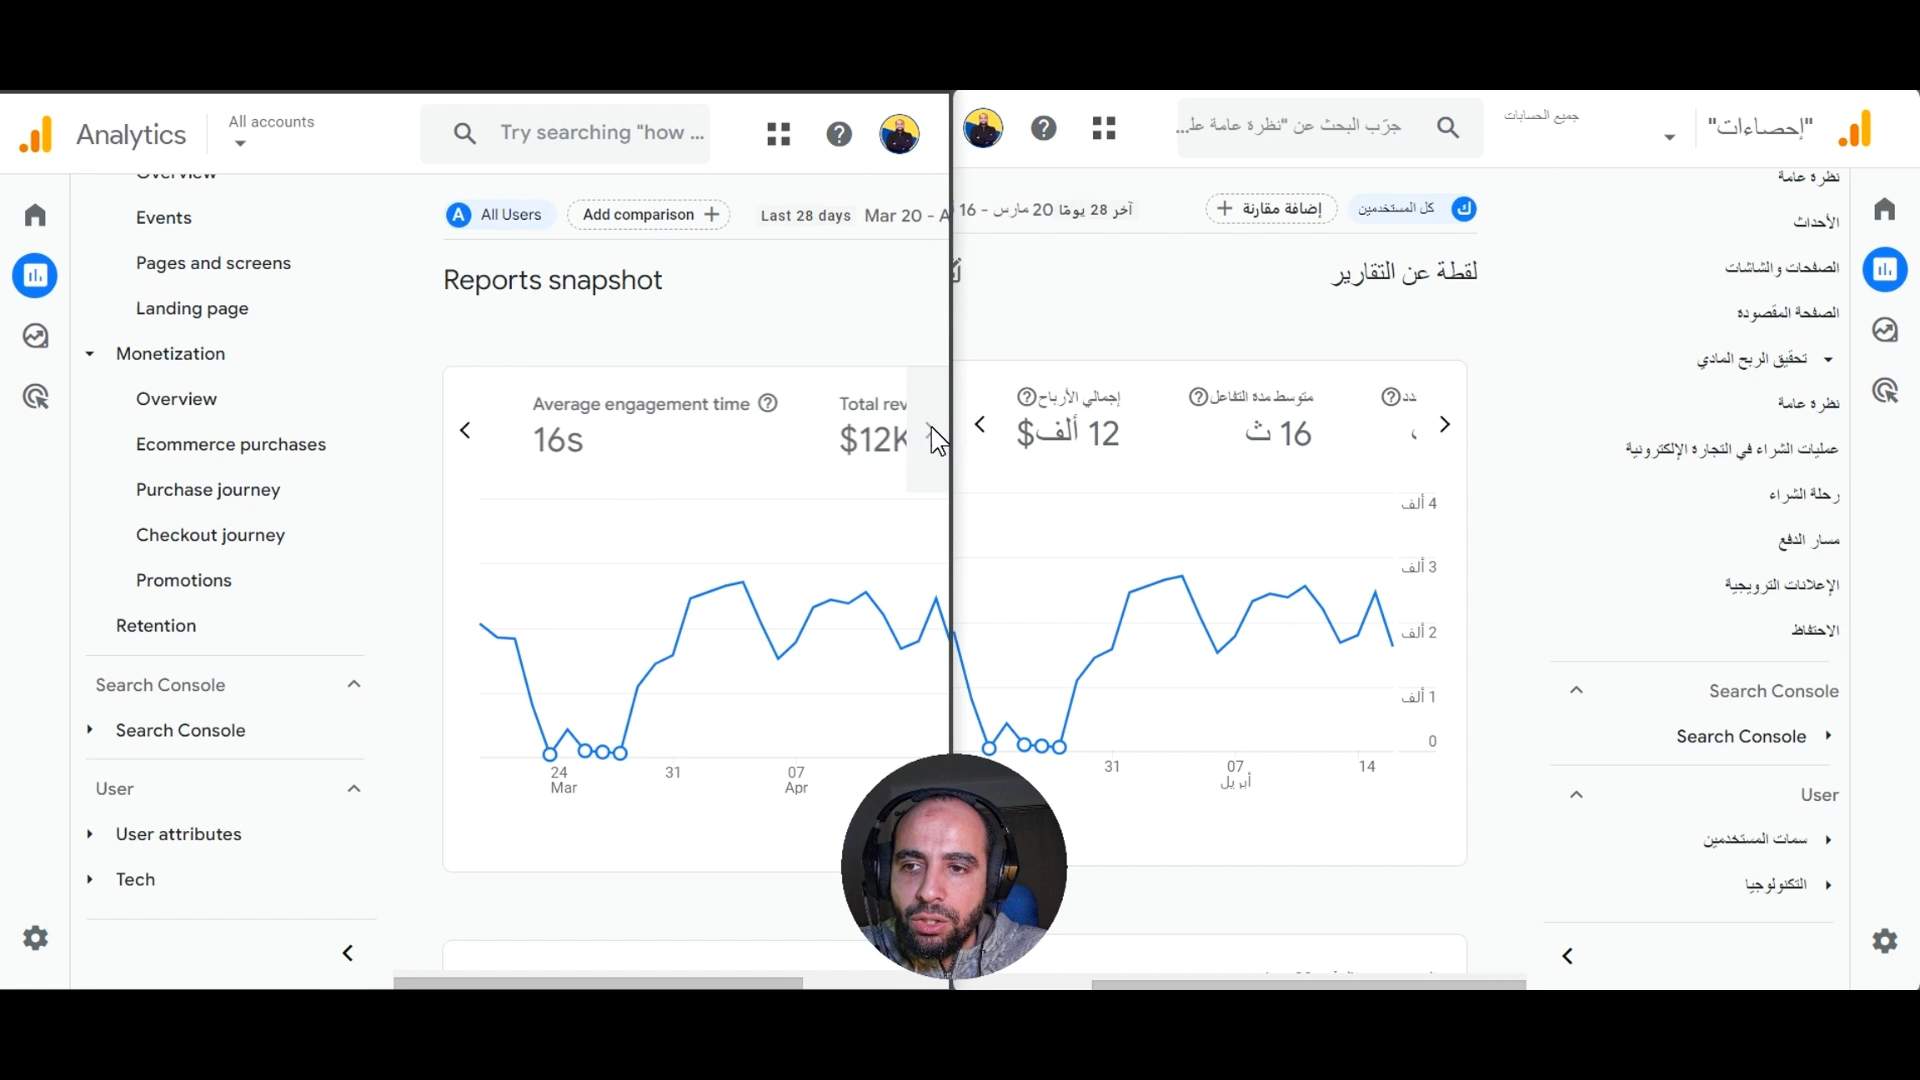 Analytics
All accounts
Try searching "how ...
Overview
Events
Pages and screens
Landing page
Monetization
Overview
Ecommerce purchases
Purchase journey
Checkout journey
Promotions
Retention
Search Console
Search Console
User
User attributes
Tech
A All Users
Add comparison +
Last 28 days Mar 20 - A
Reports snapshot
Average engagement time
16s
Total rev
$12K
24
Mar
31
07
Apr
"إحصاءات"
جميع الحسابات
جرّب البحث عن "نظرة عامة عل...
نظرة عامة
الأحداث
الصفحات والشاشات
الصفحة المقصودة
تحقيق الربح المادي
نظرة عامة
عمليات الشراء في التجارة الإلكترونية
رحلة الشراء
مسار الدفع
الإعلانات الترويجية
الاحتفاظ
Search Console
Search Console
User
سمات المستخدمين
التكنولوجيا
ك كل المستخدمين
إضافة مقارنة +
آخر 28 يومًا 20 مارس - 16
لقطة عن التقارير
متوسط مدة التفاعل
16 ث
إجمالي الأرباح
12 ألف$
4 ألف
3 ألف
2 ألف
1 ألف
0
31
07
أبريل
14